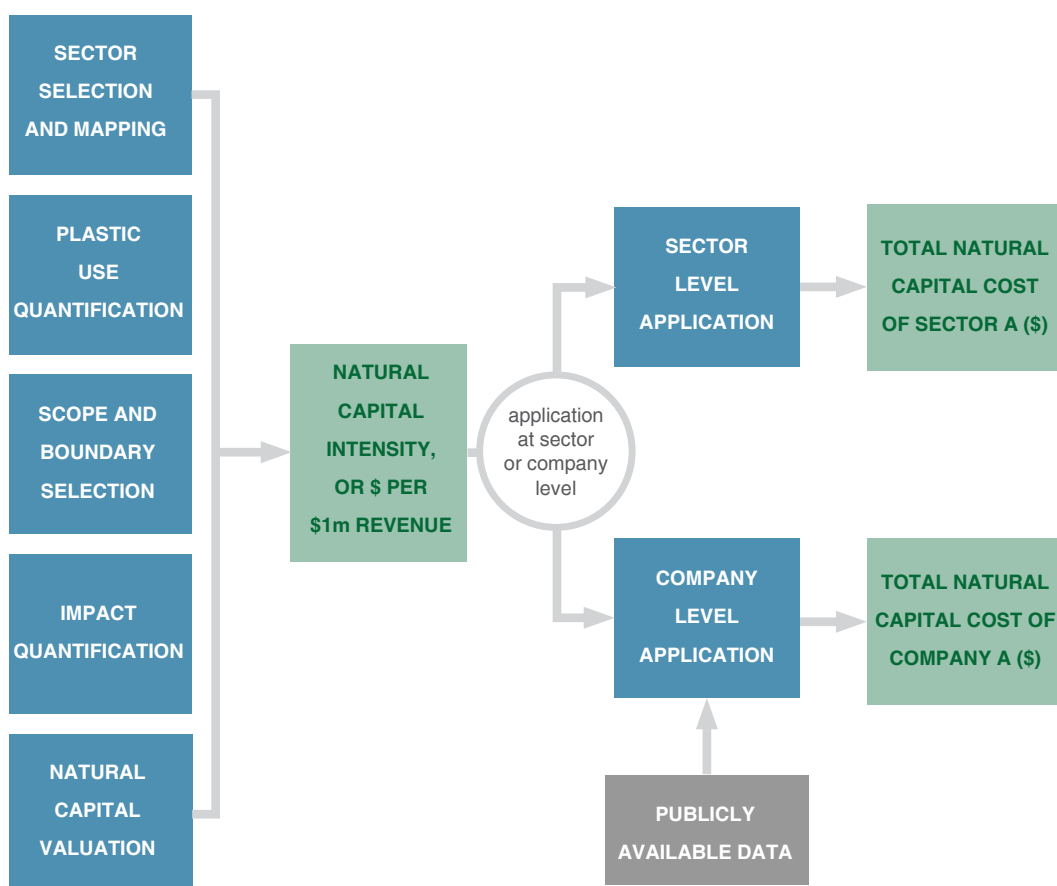 SECTOR
SELECTION
AND MAPPING
PLASTIC
USE
QUANTIFICATION
SCOPE AND
BOUNDARY
SELECTION
IMPACT
QUANTIFICATION
NATURAL
CAPITAL
VALUATION
NATURAL
CAPITAL
INTENSITY,
OR $ PER
$1m REVENUE
application
at sector
or company
level
SECTOR
LEVEL
APPLICATION
TOTAL NATURAL
CAPITAL COST
OF SECTOR A ($)
COMPANY
LEVEL
APPLICATION
TOTAL NATURAL
CAPITAL COST OF
COMPANY A ($)
PUBLICLY
AVAILABLE DATA